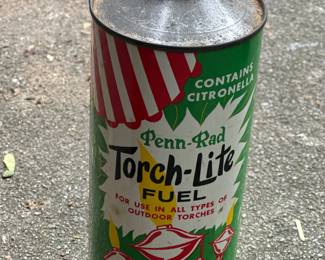 CONTAINS
CITRONELLA
Penn-Rad
Torch-Lite
FUEL
FOR USE IN ALL TYPES OF
OUTDOOR TORCHES